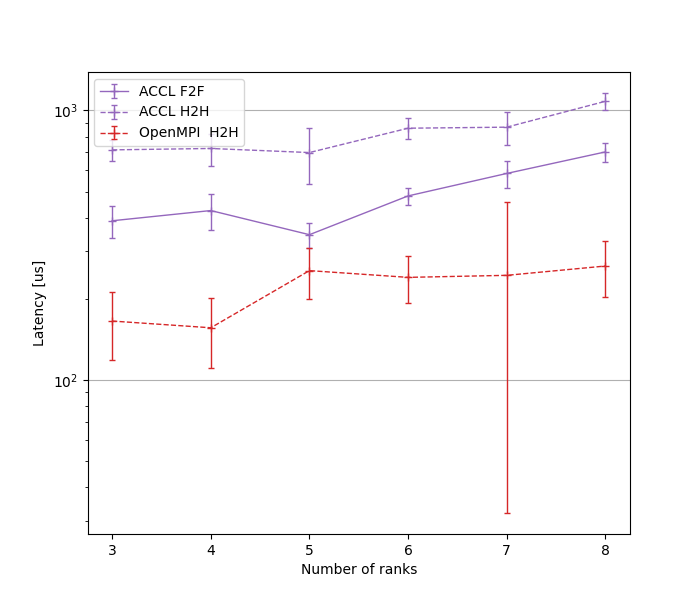 ACCL F2F
ACCL H2H
OpenMPI  H2H
10³
10²
Latency [us]
3 4 5 6 7 8
Number of ranks